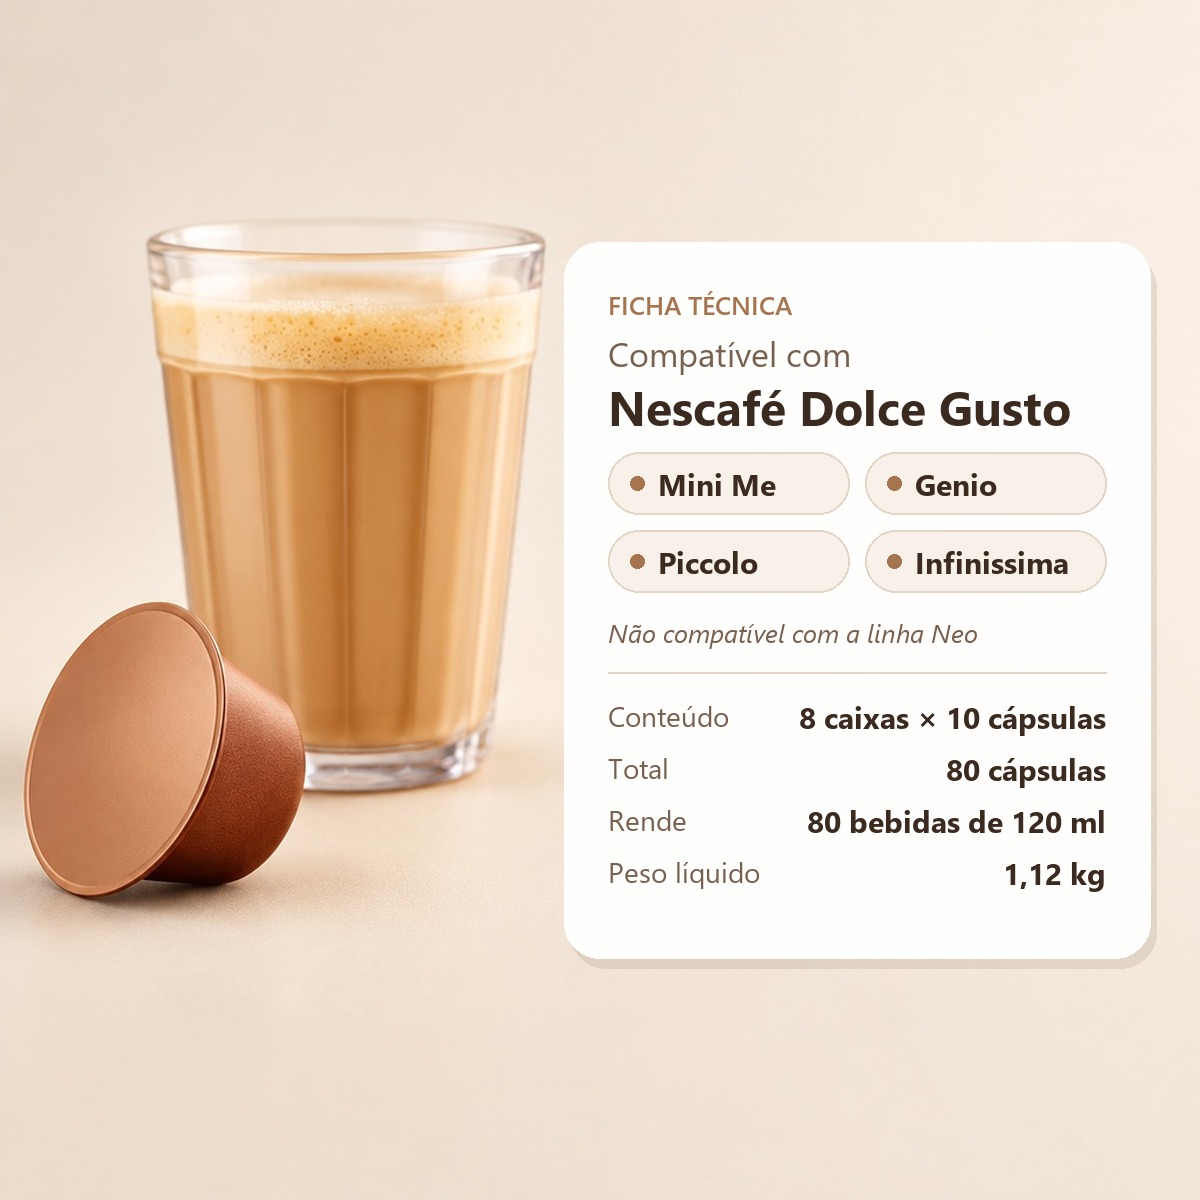 FICHA TÉCNICA
Compatível com
Nescafé Dolce Gusto
Mini Me
Genio
Piccolo
Infinissima
Não compatível com a linha Neo
Conteúdo 8 caixas × 10 cápsulas
Total 80 cápsulas
Rende 80 bebidas de 120 ml
Peso líquido 1,12 kg